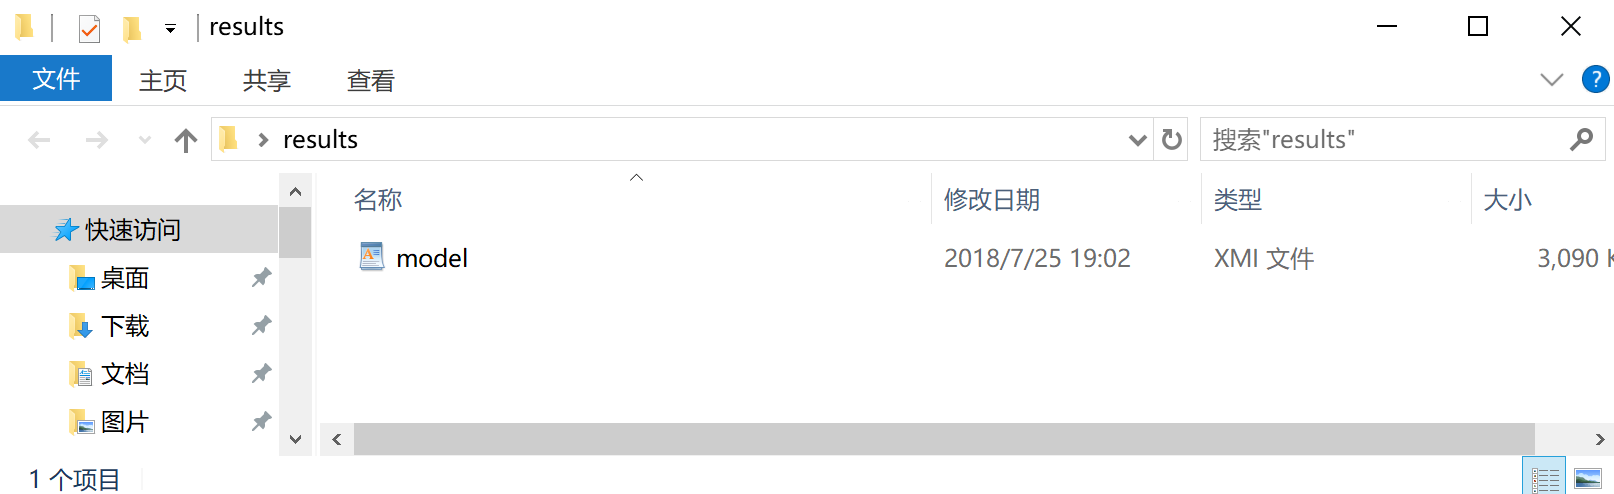 results
文件 主页 共享 查看 ?
results 搜索"results"
名称 修改日期 类型 大小
快速访问
model 2018/7/25 19:02 XMI 文件 3,090 K
桌面
下载
文档
图片
1 个项目